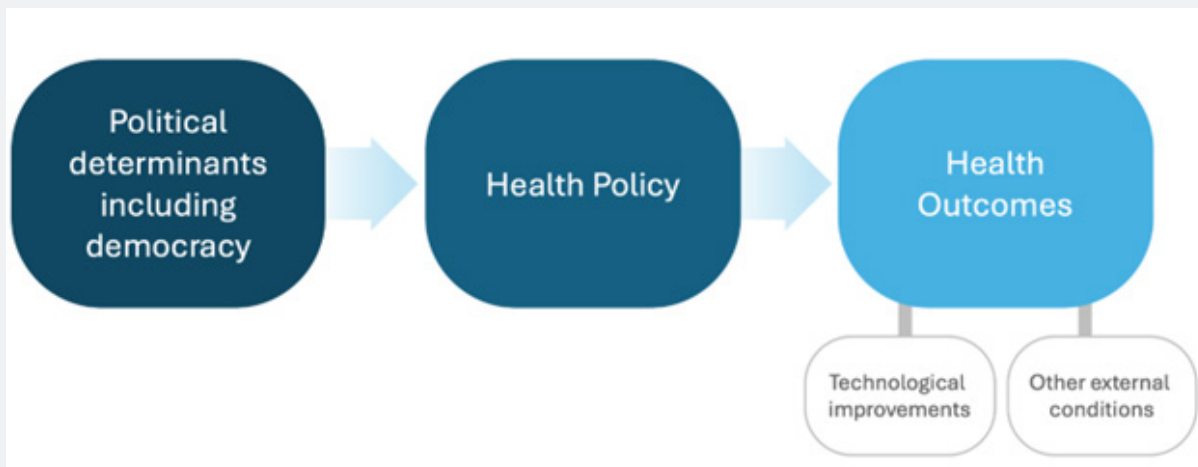 Political
determinants
including
democracy
Health Policy
Health
Outcomes
Technological
improvements
Other external
conditions